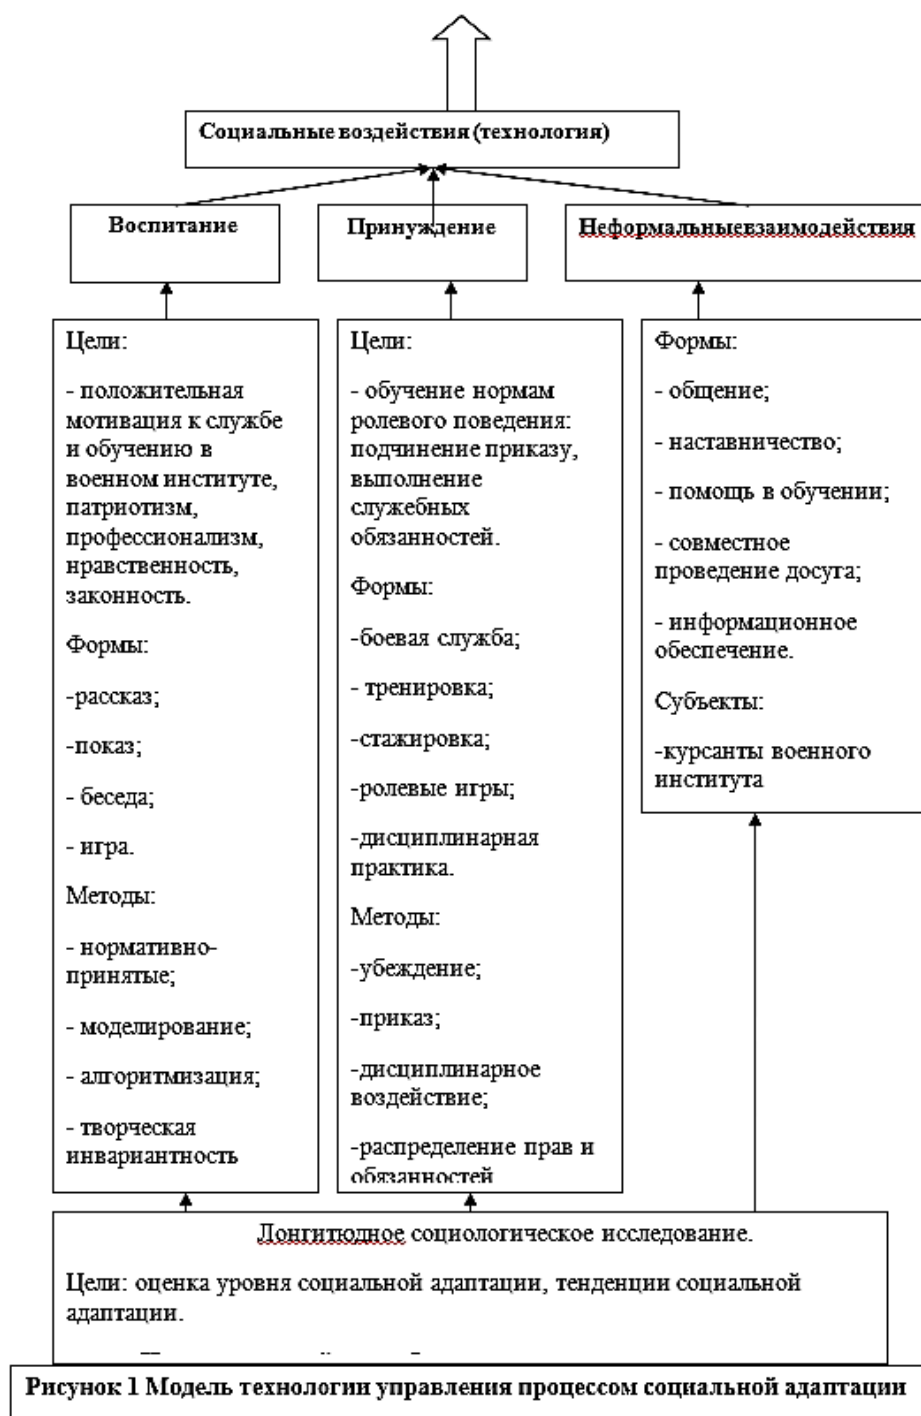 Социальные воздействия (технология)
Воспитание
Принуждение
Неформальныевзаимодействия
Цели:
- положительная
мотивация к службе
и обучению в
военном институте,
патриотизм,
профессионализм,
нравственность,
законность.
Формы:
-рассказ;
-показ;
- беседа;
- игра.
Методы:
- нормативно-
принятые;
- моделирование;
- алгоритмизация;
- творческая
инвариантность
Цели:
- обучение нормам
ролевого поведения:
подчинение приказу,
выполнение
служебных
обязанностей.
Формы:
-боевая служба;
- тренировка;
-стажировка;
-ролевые игры;
-дисциплинарная
практика.
Методы:
-убеждение;
-приказ;
-дисциплинарное
воздействие;
-распределение прав и
обязанностей
Формы:
- общение;
- наставничество;
- помощь в обучении;
- совместное
проведение досуга;
- информационное
обеспечение.
Субъекты:
-курсанты военного
института
Лонгитюдное социологическое исследование.
Цели: оценка уровня социальной адаптации, тенденции социальной
адаптации.
Рисунок 1 Модель технологии управления процессом социальной адаптации